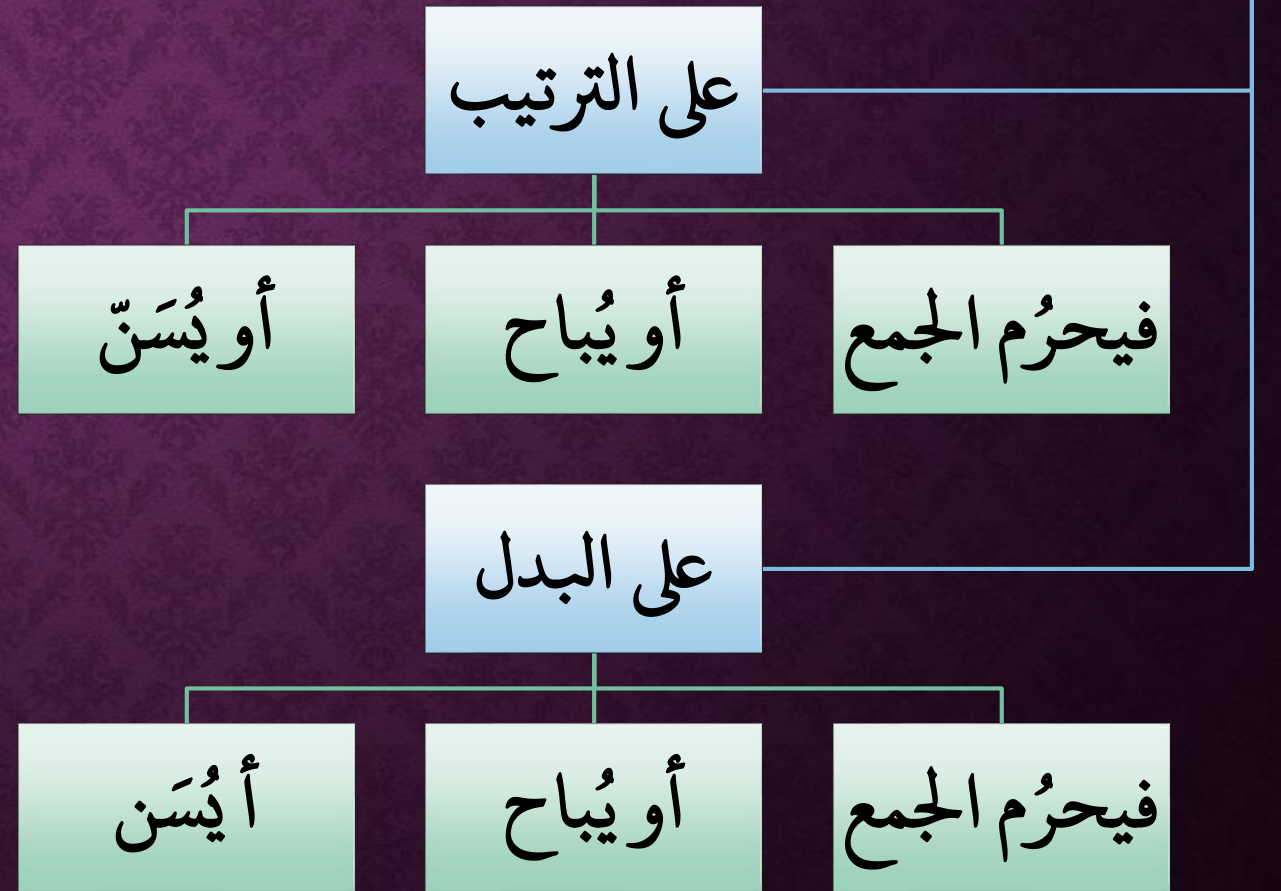 على الترتيب
فيحرُم الجمع
أو يُباح
أو يُسَنّ
على البدل
فيحرُم الجمع
أو يُباح
أ يُسَن